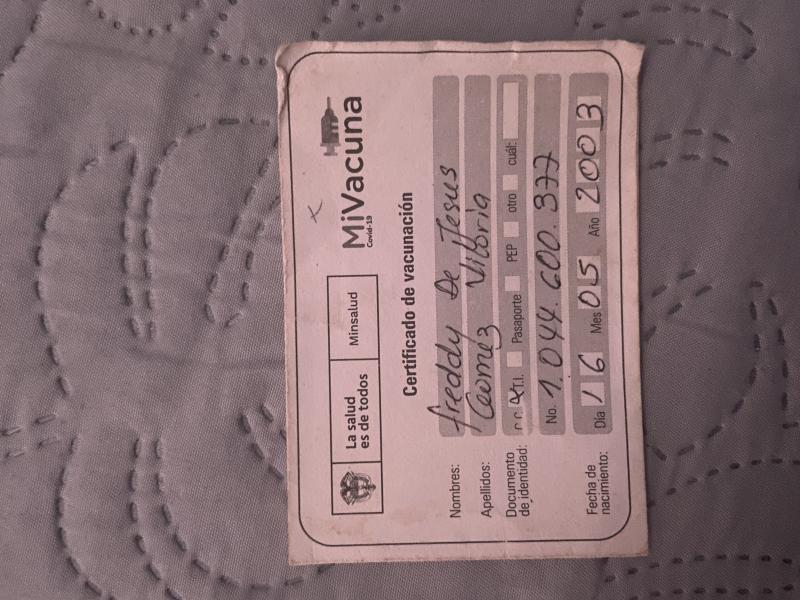 La salud
es de todos
Minsalud
MiVacuna
Covid-19
Certificado de vacunación
Nombres: freddy De Jesus
Apellidos: Gomez Viloria
Documento
de identidad: T.I. Pasaporte PEP otro cuál:
No. 1.044.600.377
Fecha de
nacimiento: Día 16 Mes 05 Año 2003